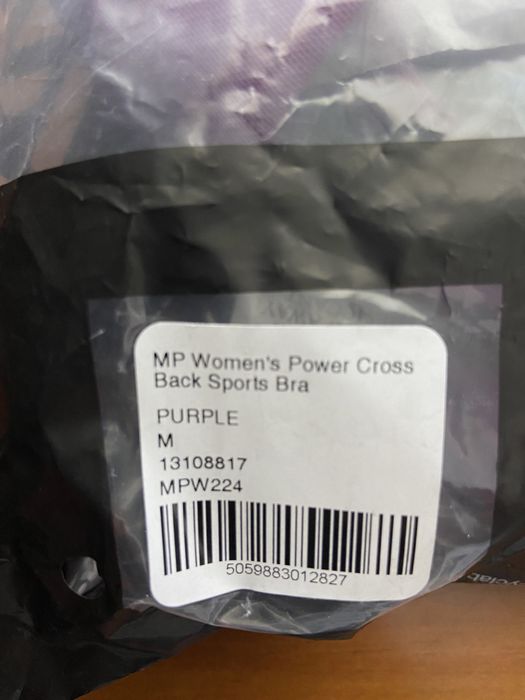 MP Women's Power Cross
Back Sports Bra
PURPLE
M
13108817
MPW224
5059883012827